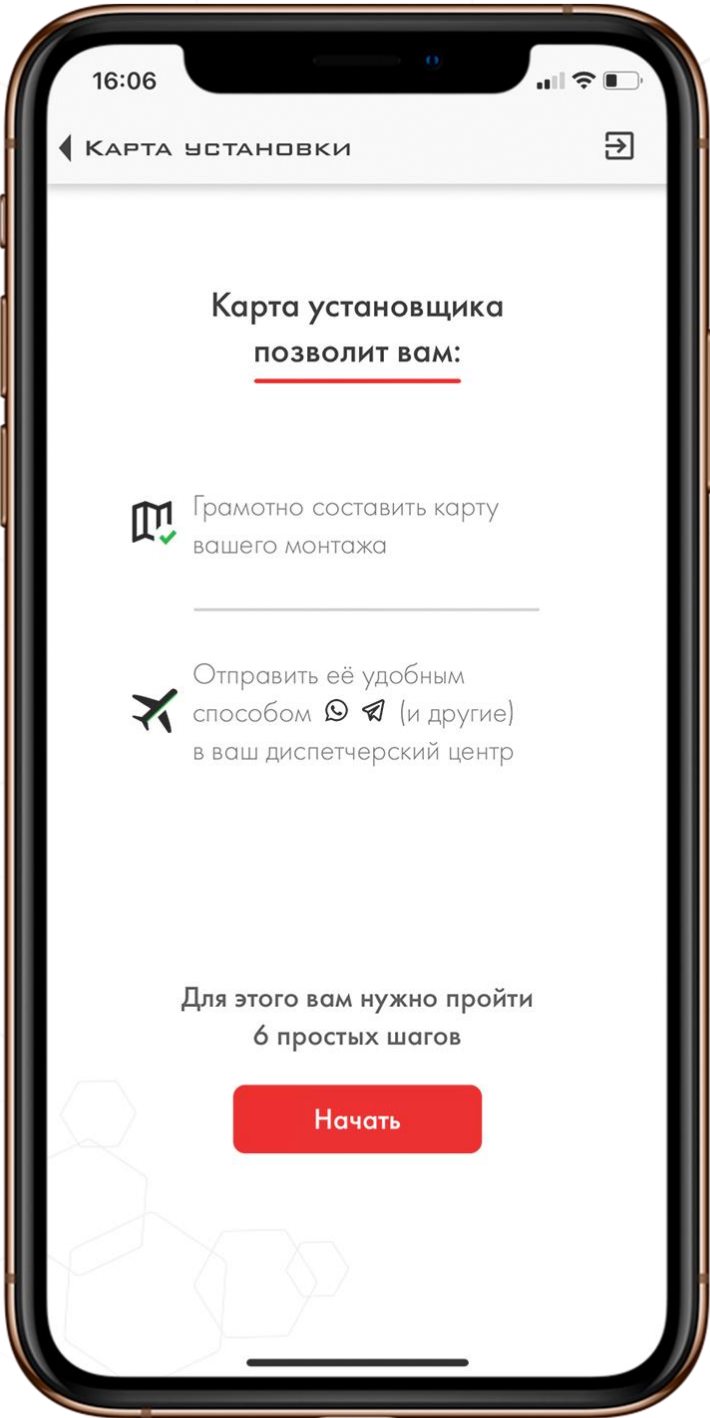 16:06
Карта установки
Карта установщика
позволит вам:
Грамотно составить карту
вашего монтажа
Отправить её удобным
способом (и другие)
в ваш диспетчерский центр
Для этого вам нужно пройти
6 простых шагов
Начать